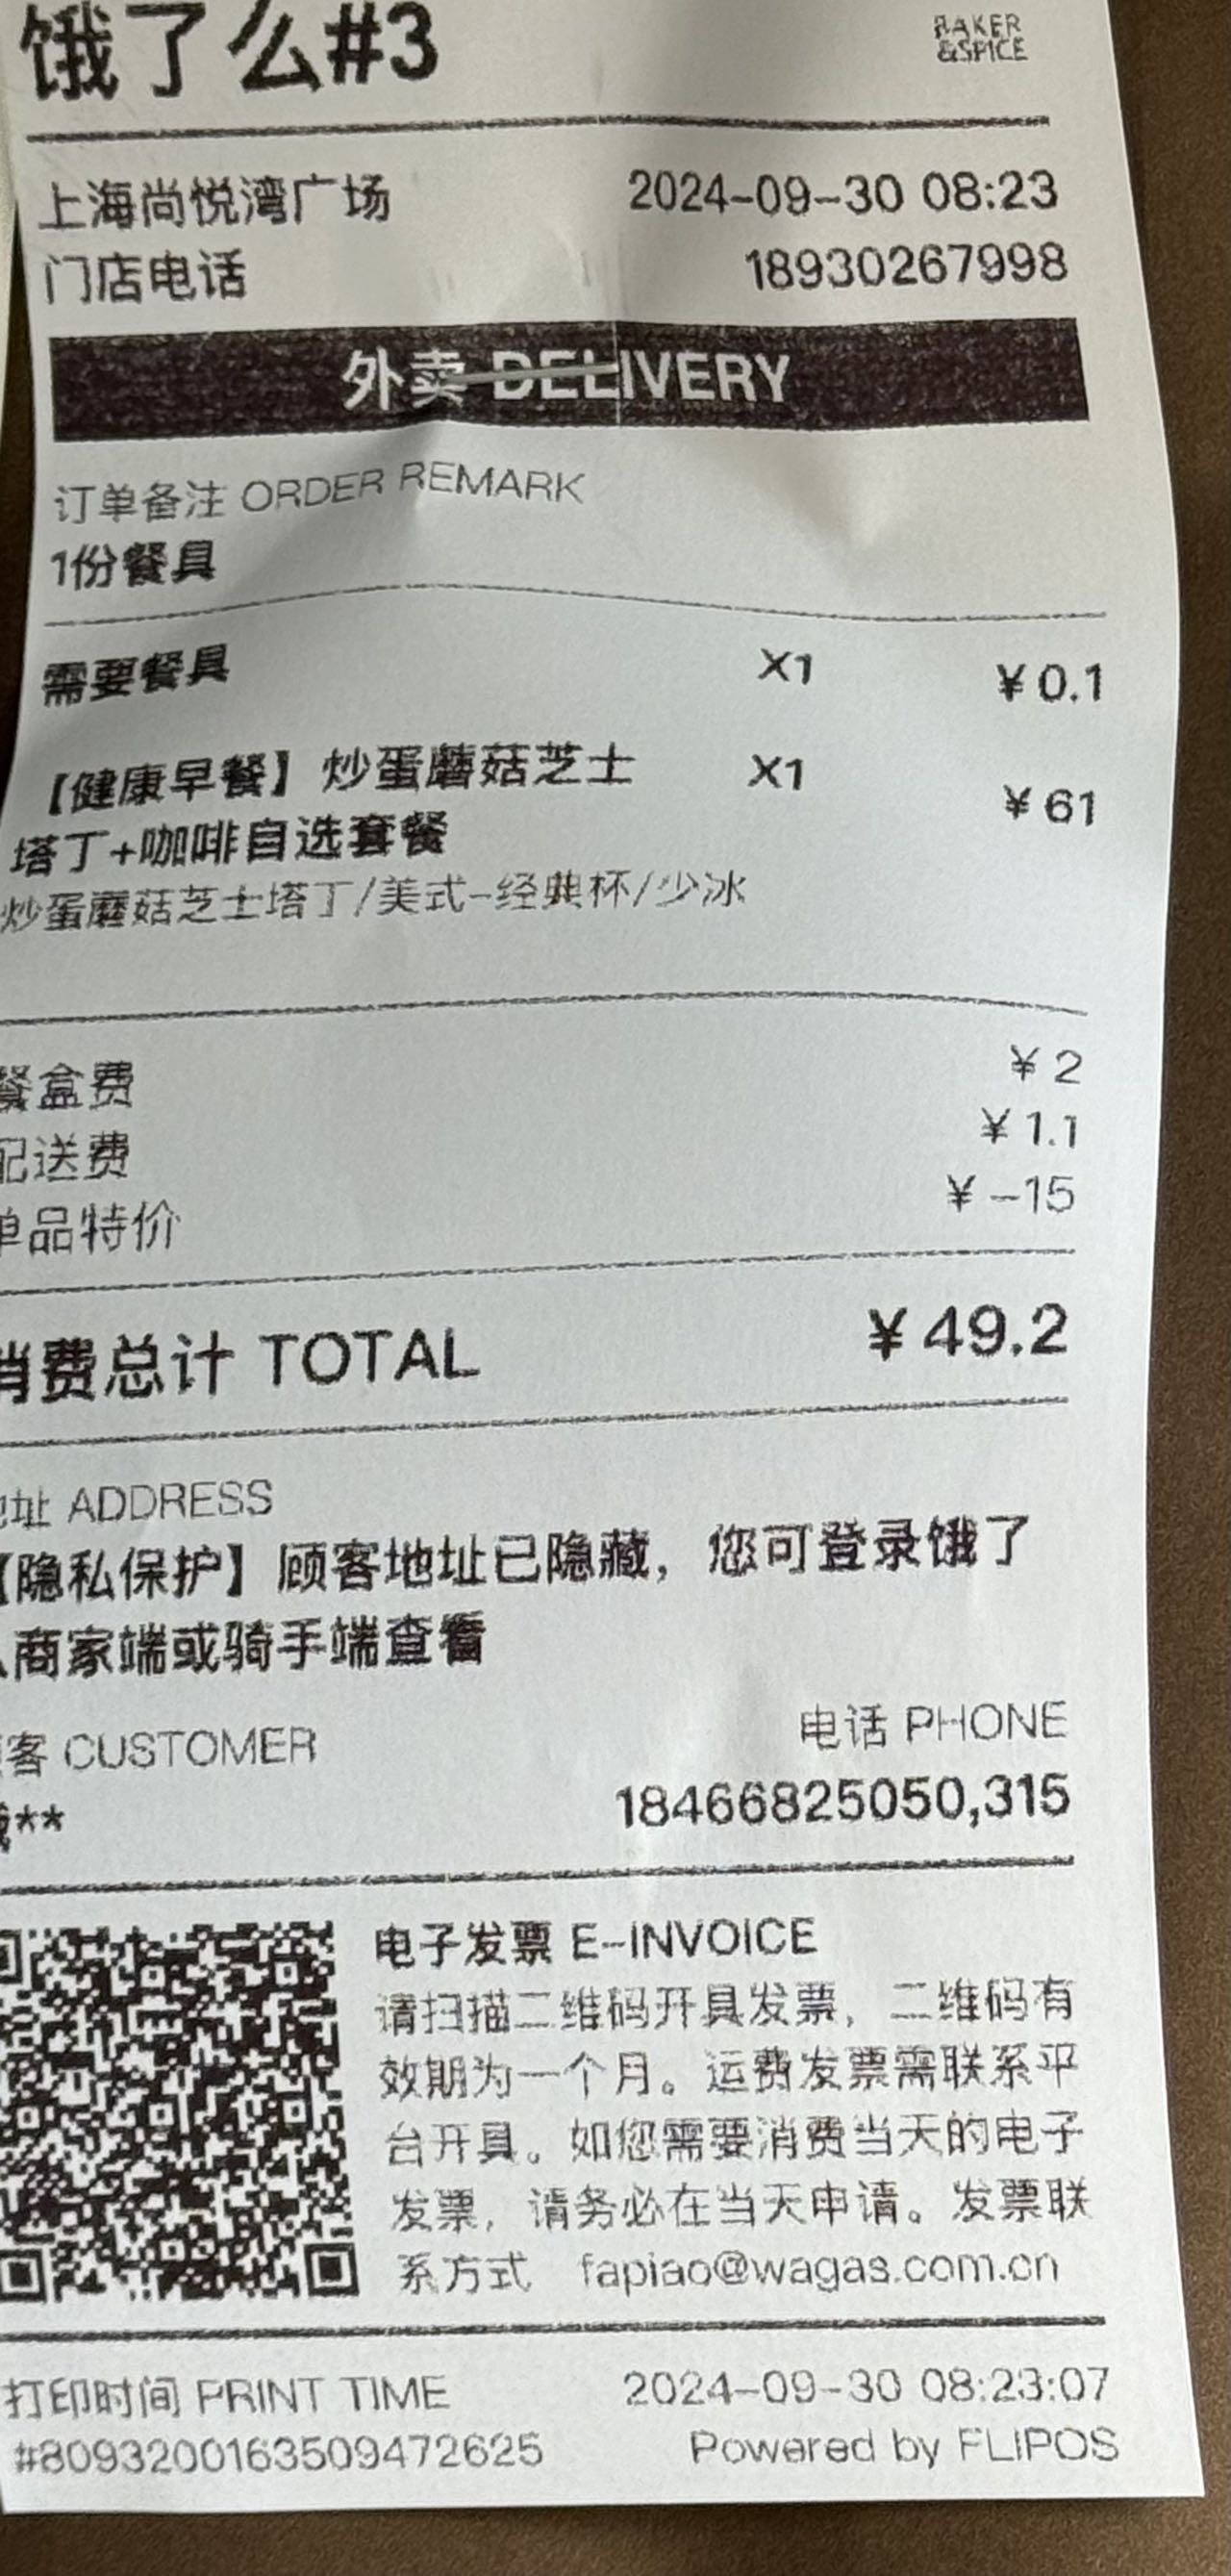 饿了么#3
BAKER
&SPICE
上海尚悦湾广场 2024-09-30 08:23
门店电话 18930267998
外卖 DELIVERY
订单备注 ORDER REMARK
1份餐具
需要餐具 X1 ¥0.1
【健康早餐】炒蛋蘑菇芝士 X1 ¥61
塔丁+咖啡自选套餐
炒蛋蘑菇芝士塔丁/美式-经典杯/少冰
餐盒费 ¥2
配送费 ¥1.1
单品特价 ¥-15
消费总计 TOTAL ¥49.2
地址 ADDRESS
【隐私保护】顾客地址已隐藏，您可登录饿了
么商家端或骑手端查看
顾客 CUSTOMER 电话 PHONE
** 18466825050,315
电子发票 E-INVOICE
请扫描二维码开具发票，二维码有
效期为一个月。运费发票需联系平
台开具。如您需要消费当天的电子
发票，请务必在当天申请。发票联
系方式 fapiao@wagas.com.cn
打印时间 PRINT TIME 2024-09-30 08:23:07
#8093200163509472625 Powered by FLIPOS